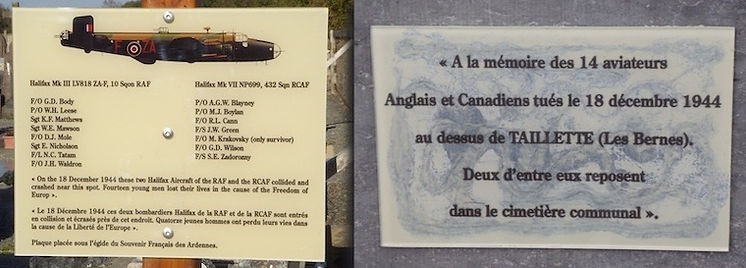 F ZA
Halifax Mk III LV818 ZA-F, 10 Sqon RAF
F/O G.D. Body
P/O W.H. Leese
Sgt K.F. Matthews
Sgt W.E. Mawson
F/O D.J. Mole
Sgt E. Nicholson
F/L N.C. Tatam
F/O J.H. Waldron
Halifax Mk VII NP699, 432 Sqn RCAF
P/O A.G.W. Blayney
P/O M.J. Boylan
F/O R.L. Cann
F/S J.W. Green
F/O M. Krakovsky (only survivor)
F/O G.D. Wilson
F/S S.E. Zadorozny
« On the 18 December 1944 these two Halifax Aircraft of the RAF and the RCAF collided and
crashed near this spot. Fourteen young men lost their lives in the cause of the Freedom of
Europ ».
« Le 18 Décembre 1944 ces deux bombardiers Halifax de la RAF et de la RCAF sont entrés
en collision et écrasés près de cet endroit. Quatorze jeunes hommes ont perdu leurs vies dans
la cause de la Liberté de l'Europe ».
Plaque placée sous l'égide du Souvenir Français des Ardennes.
« A la mémoire des 14 aviateurs
Anglais et Canadiens tués le 18 décembre 1944
au dessus de TAILLETTE (Les Bernes).
Deux d'entre eux reposent
dans le cimetière communal ».